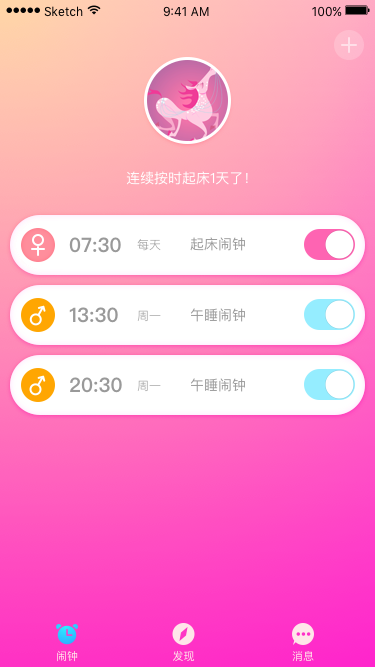 Sketch 9:41 AM 100%
连续按时起床1天了！
07:30 每天 起床闹钟
13:30 周一 午睡闹钟
20:30 周一 午睡闹钟
闹钟 发现 消息